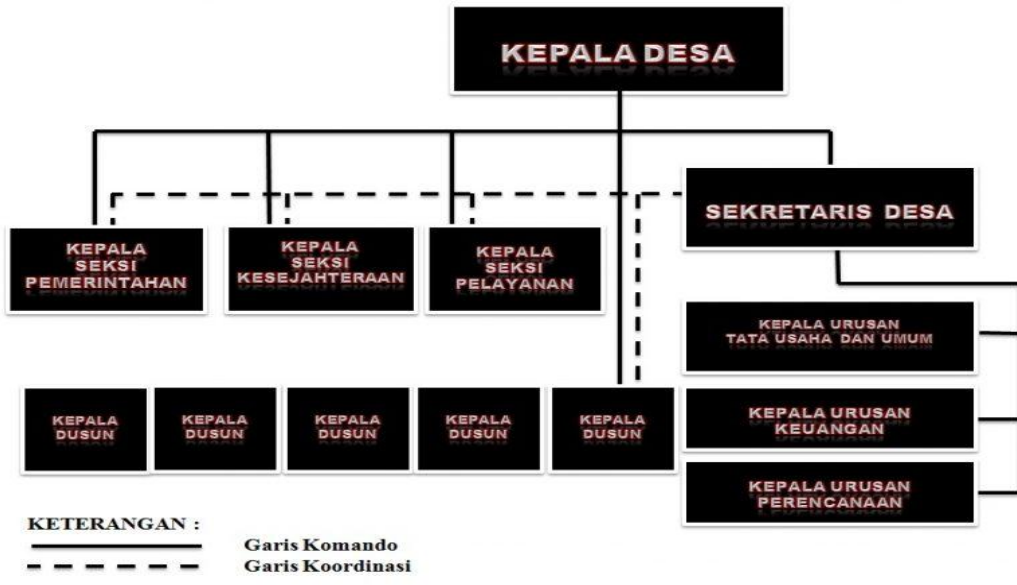 KEPALA DESA
SEKRETARIS DESA
KEPALA
SEKSI
PEMERINTAHAN
KEPALA
SEKSI
KESEJAHTERAAN
KEPALA
SEKSI
PELAYANAN
KEPALA URUSAN
TATA USAHA DAN UMUM
KEPALA URUSAN
KEUANGAN
KEPALA URUSAN
PERENCANAAN
KEPALA
DUSUN
KEPALA
DUSUN
KEPALA
DUSUN
KEPALA
DUSUN
KEPALA
DUSUN
KETERANGAN :
Garis Komando
Garis Koordinasi